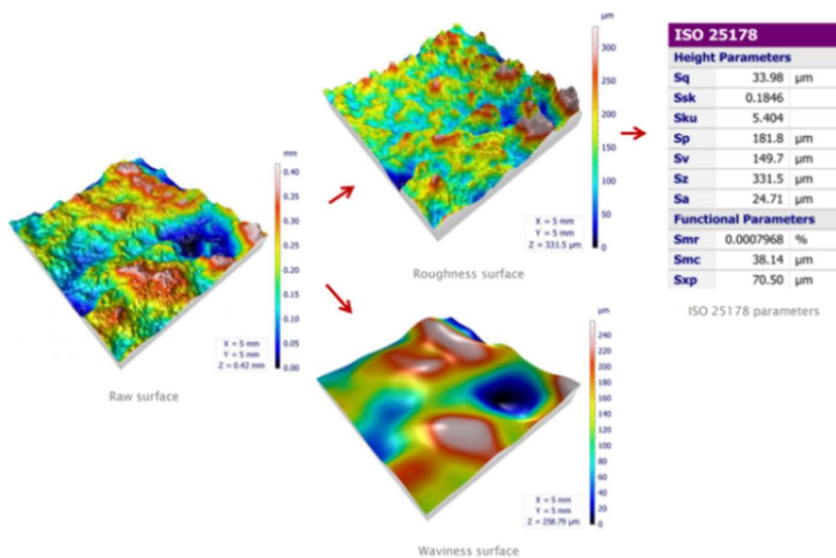 mm
0.40
0.35
0.30
0.25
0.20
0.15
0.10
0.05
0.00
X = 5 mm
Y = 5 mm
Z = 0.42 mm
Raw surface
µm
300
250
200
150
100
50
0
X = 5 mm
Y = 5 mm
Z = 331.5 µm
Roughness surface
µm
240
220
200
180
160
140
120
100
80
60
40
20
0
X = 5 mm
Y = 5 mm
Z = 258.79 µm
Waviness surface
ISO 25178
Height Parameters
Sq 33.98 µm
Ssk 0.1846
Sku 5.404
Sp 181.8 µm
Sv 149.7 µm
Sz 331.5 µm
Sa 24.71 µm
Functional Parameters
Smr 0.0007968 %
Smc 38.14 µm
Sxp 70.50 µm
ISO 25178 parameters